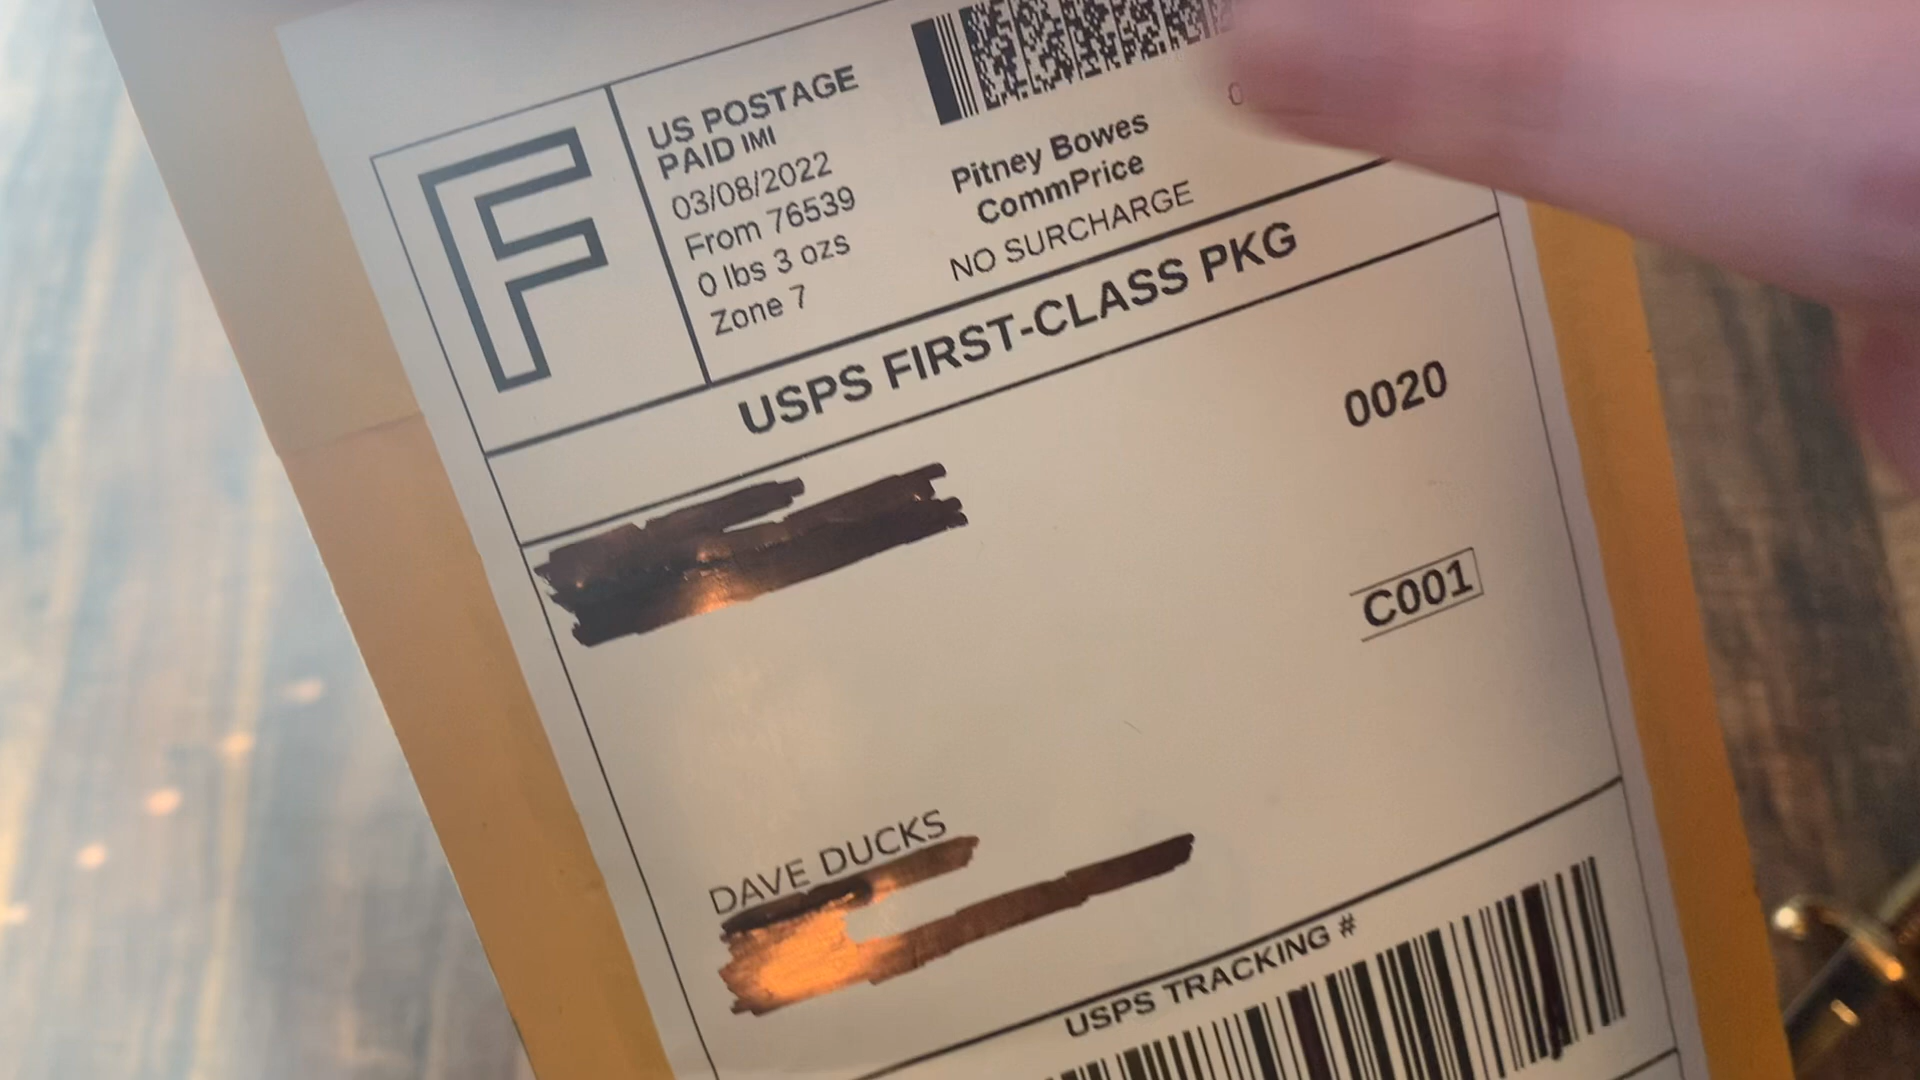 F
US POSTAGE
PAID IMI
03/08/2022
From 76539
0 lbs 3 ozs
Zone 7
Pitney Bowes
CommPrice
NO SURCHARGE
USPS FIRST-CLASS PKG
0020
C001
DAVE DUCKS
USPS TRACKING #